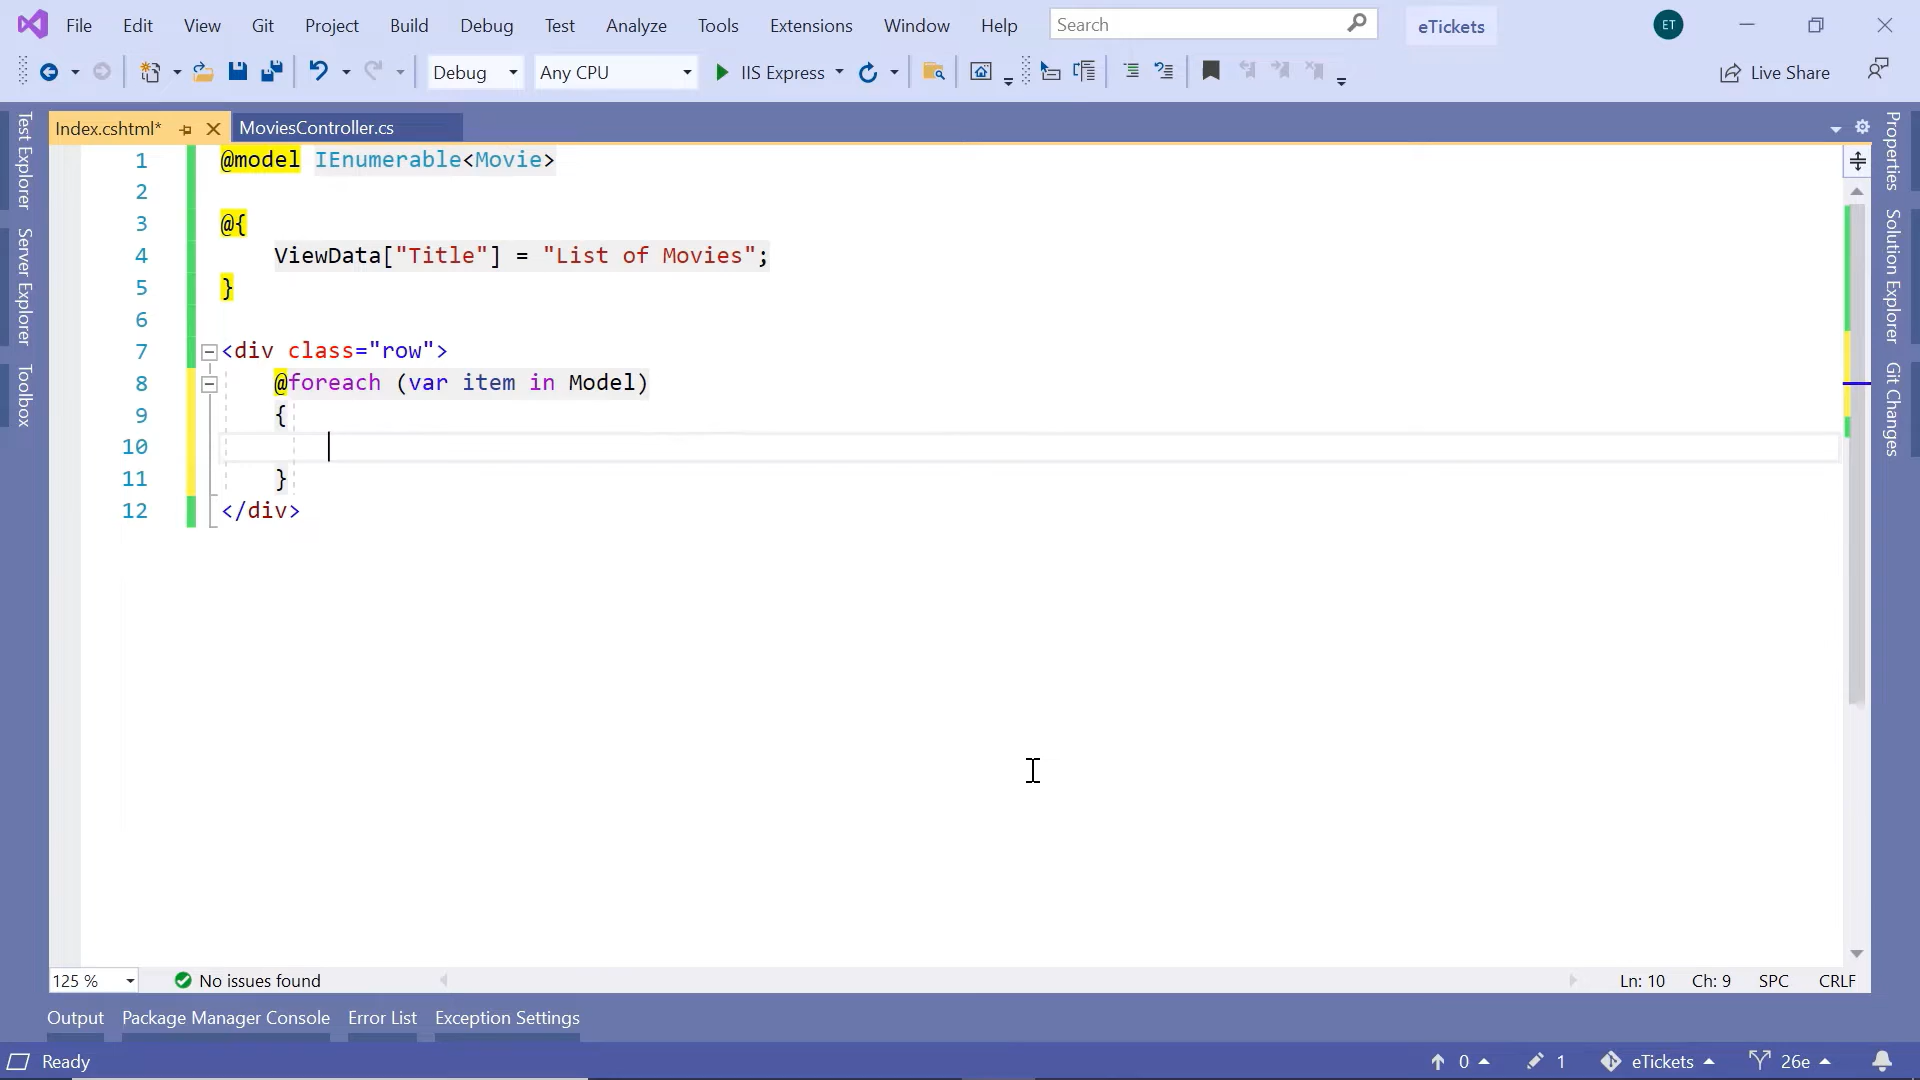 File Edit View Git Project Build Debug Test Analyze Tools Extensions Window Help Search eTickets ET
Debug Any CPU IIS Express Live Share
Index.cshtml* MoviesController.cs
Test Explorer
Server Explorer
Toolbox
1 @model IEnumerable<Movie>
2
3 @{
4 ViewData["Title"] = "List of Movies";
5 }
6
7 <div class="row">
8 @foreach (var item in Model)
9 {
10
11 }
12 </div>
Properties
Solution Explorer
Git Changes
125 % No issues found Ln: 10 Ch: 9 SPC CRLF
Output Package Manager Console Error List Exception Settings
Ready 0 1 eTickets 26e